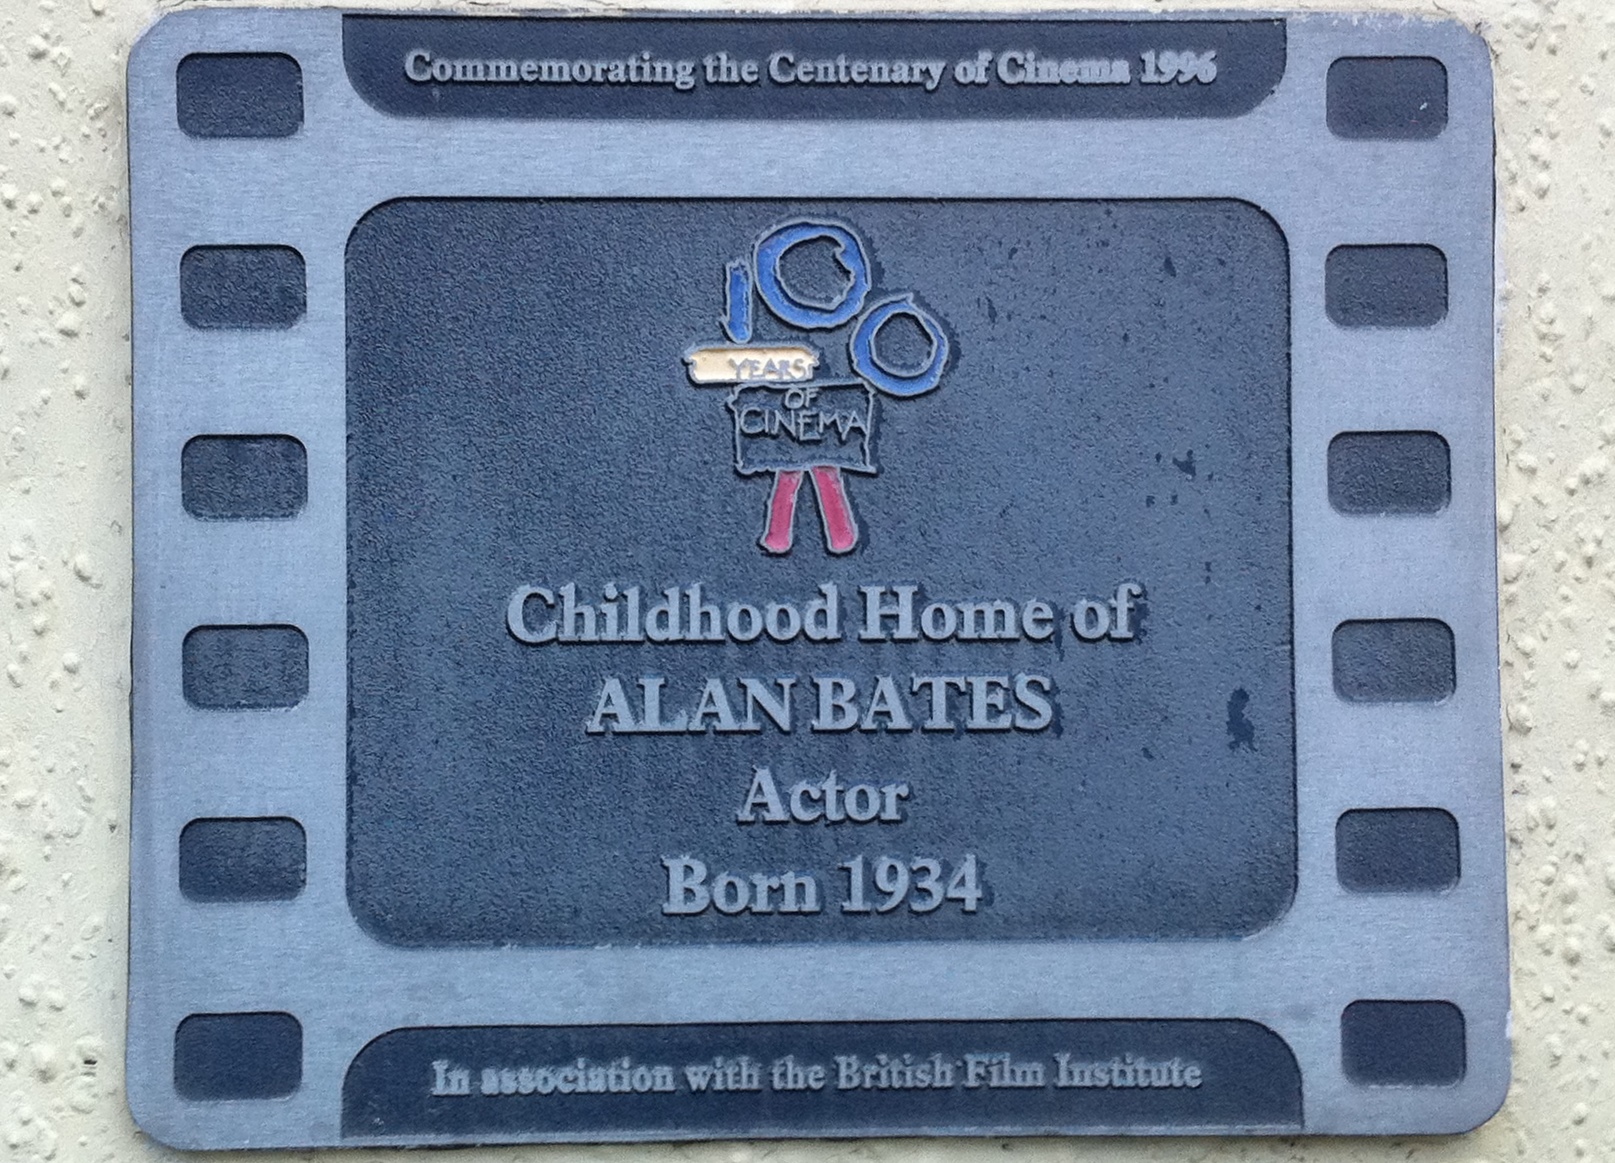 Commemorating the Centenary of Cinema 1996
100
YEARS
OF
CINEMA
Childhood Home of
ALAN BATES
Actor
Born 1934
In association with the British Film Institute